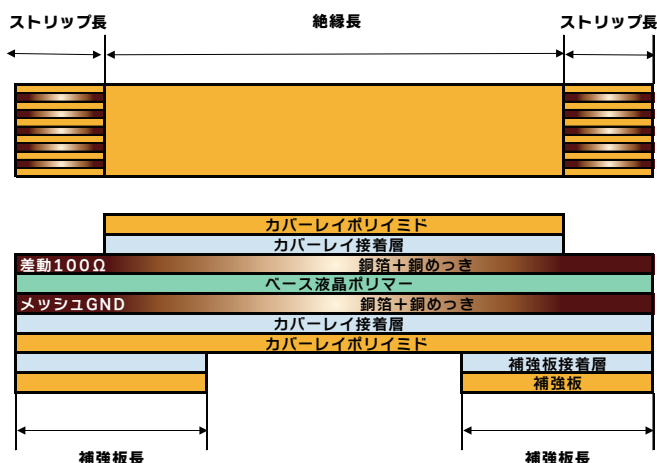 ストリップ長
絶縁長
ストリップ長
カバーレイポリイミド
カバーレイ接着層
差動100Ω
銅箔＋銅めっき
ベース液晶ポリマー
メッシュGND
銅箔＋銅めっき
カバーレイ接着層
カバーレイポリイミド
補強板接着層
補強板
補強板長
補強板長